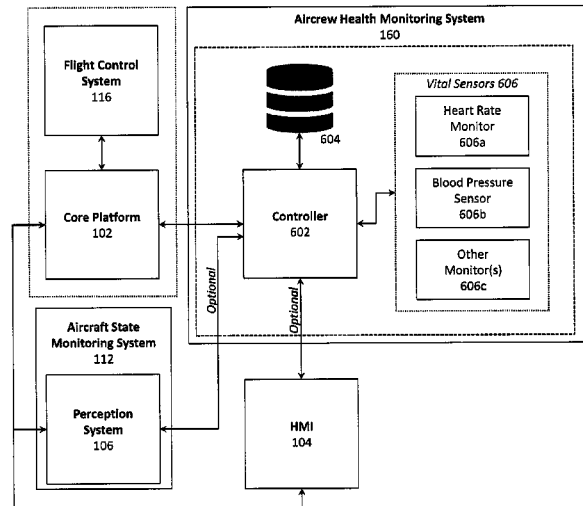 Aircrew Health Monitoring System
160
Flight Control
System
116
604
Vital Sensors 606
Heart Rate
Monitor
606a
Blood Pressure
Sensor
606b
Other
Monitor(s)
606c
Core Platform
102
Controller
602
Optional
Optional
Aircraft State
Monitoring System
112
Perception
System
106
HMI
104